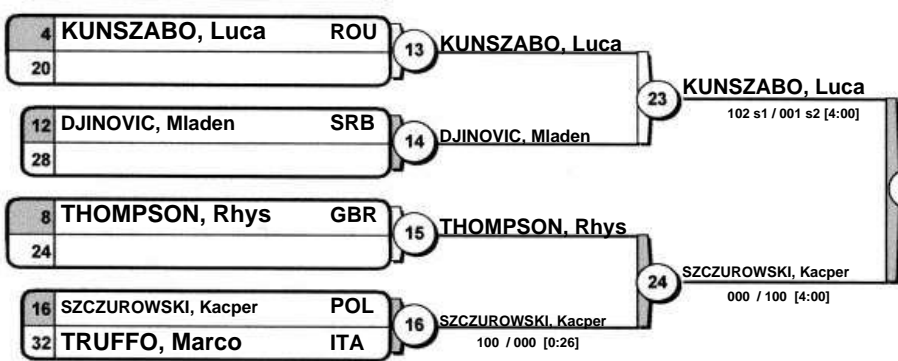 4 KUNSZABO, Luca ROU
20
13 KUNSZABO, Luca
23 KUNSZABO, Luca
102 s1 / 001 s2 [4:00]
12 DJINOVIC, Mladen SRB
28
14 DJINOVIC, Mladen
8 THOMPSON, Rhys GBR
24
15 THOMPSON, Rhys
24 SZCZUROWSKI, Kacper
000 / 100 [4:00]
16 SZCZUROWSKI, Kacper POL
32 TRUFFO, Marco ITA
16 SZCZUROWSKI, Kacper
100 / 000 [0:26]